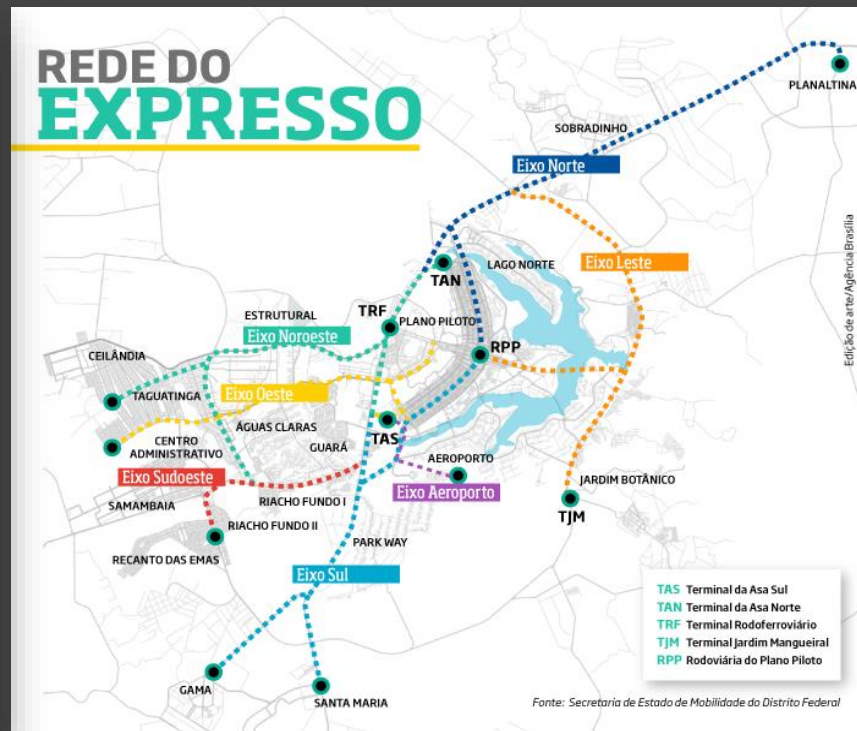 REDE DO
EXPRESSO
PLANALTINA
SOBRADINHO
Eixo Norte
LAGO NORTE
Eixo Leste
TAN
TRF
ESTRUTURAL
PLANO PILOTO
Eixo Noroeste
RPP
CEILÂNDIA
TAGUATINGA
Eixo Oeste
ÁGUAS CLARAS
TAS
CENTRO
ADMINISTRATIVO
GUARÁ
AEROPORTO
Eixo Sudoeste
Eixo Aeroporto
JARDIM BOTÂNICO
SAMAMBAIA
RIACHO FUNDO I
TJM
RIACHO FUNDO II
PARK WAY
RECANTO DAS EMAS
Eixo Sul
GAMA
SANTA MARIA
TAS Terminal da Asa Sul
TAN Terminal da Asa Norte
TRF Terminal Rodoferroviário
TJM Terminal Jardim Mangueiral
RPP Rodoviária do Plano Piloto
Fonte: Secretaria de Estado de Mobilidade do Distrito Federal
Edição de arte/Agência Brasília